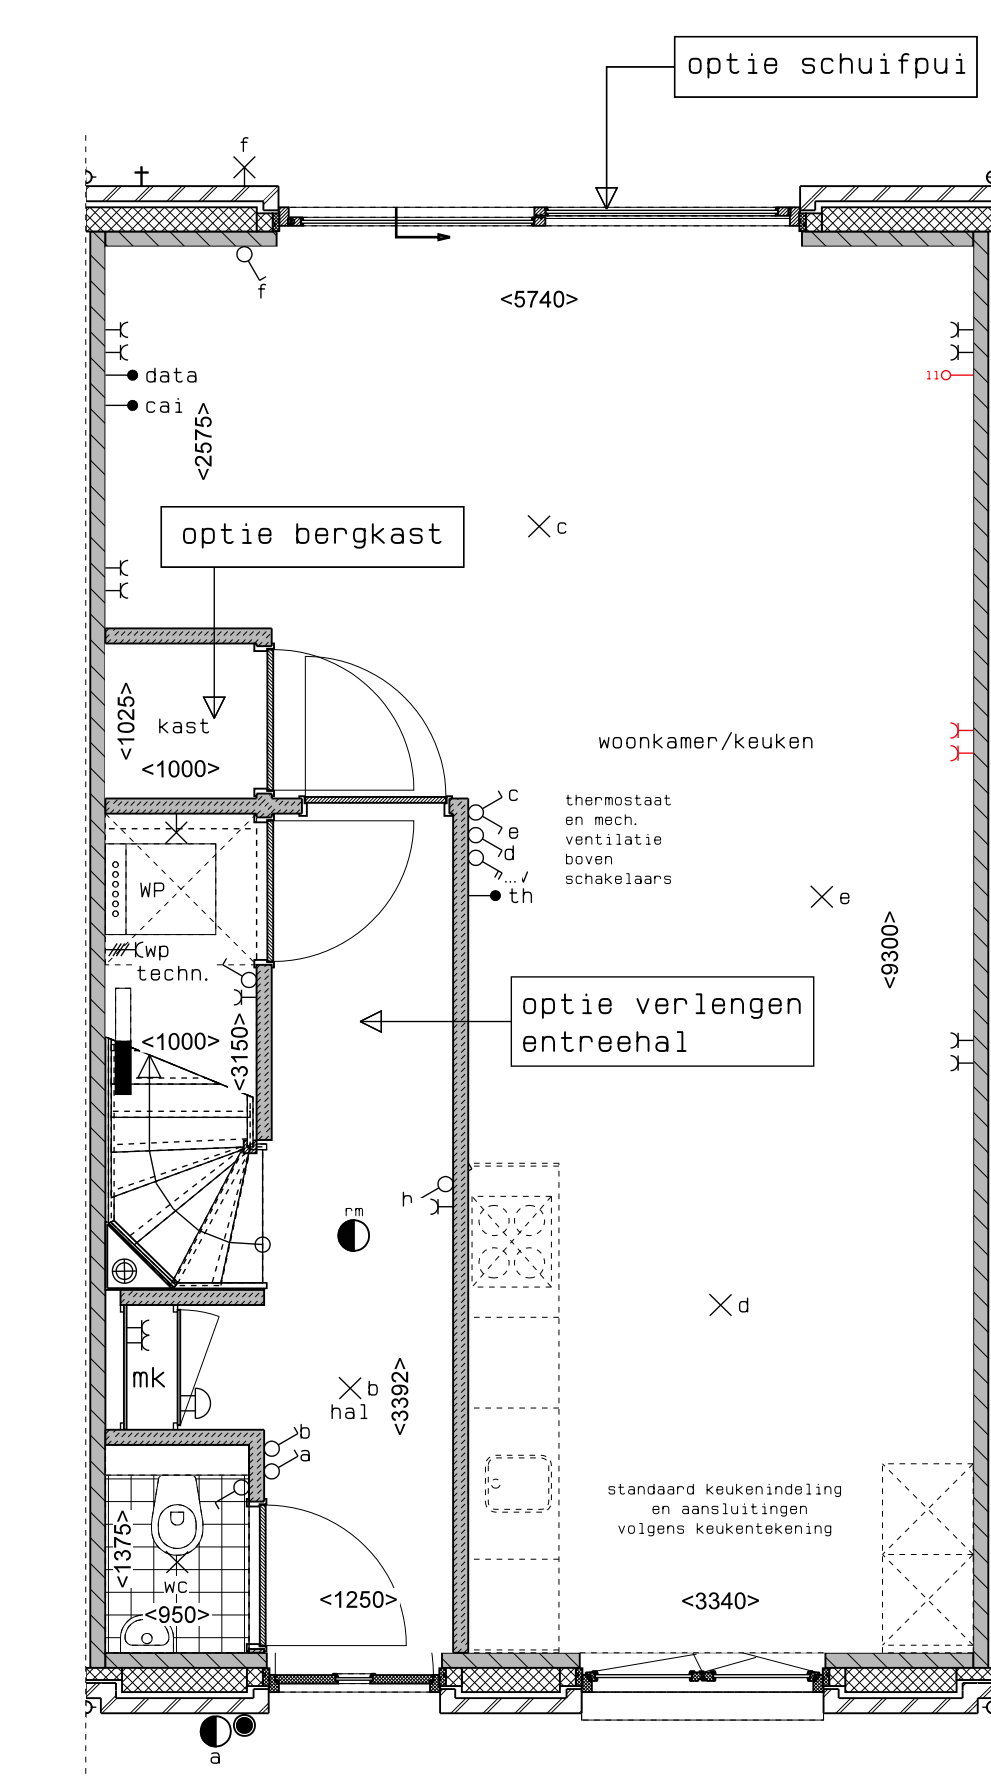 optie schuifpui
f
f
<5740>
data
cai
11
<2575>
optie bergkast
c
<1025>
kast
<1000>
woonkamer/keuken
c
e
d
th
thermostaat
en mech.
ventilatie
boven
schakelaars
WP
e
wp
techn.
<9300>
optie verlengen
entreehal
<1000>
<3150>
h
rm
d
mk
b
hal
<3392>
b
a
standaard keukenindeling
en aansluitingen
volgens keukentekening
<1375>
wc
<950>
<1250>
<3340>
a